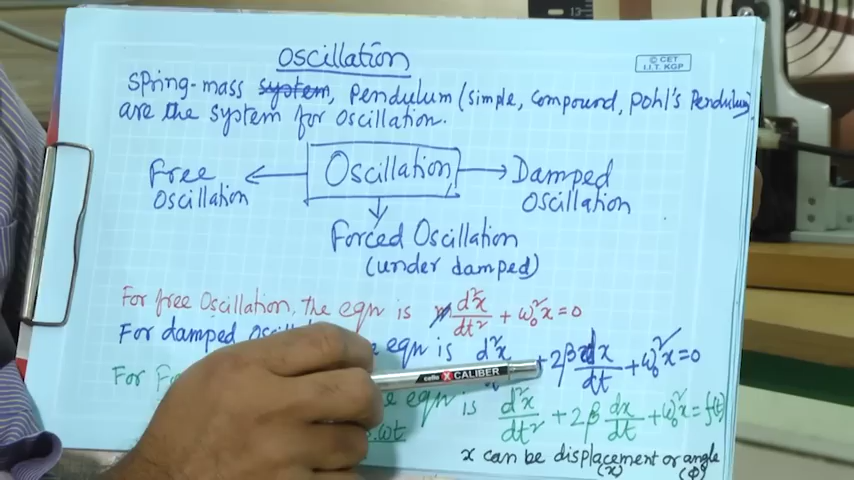 Oscillation
© CET
I.I.T. KGP
Spring-mass system, Pendulum (Simple, Compound, Pohl's Pendulum)
are the system for oscillation.
Free Oscillation
Oscillation
Damped Oscillation
Forced Oscillation
(under damped)
For free Oscillation, the eqn is d²x/dt² + ω₀²x = 0
For damped eqn is d²x + 2β dx/dt + ω₀²x = 0
For eqn is d²x/dt² + 2β dx/dt + ω₀²x = f(t)
ωt
x can be displacement (x) or angle (φ)
cello XCALIBER